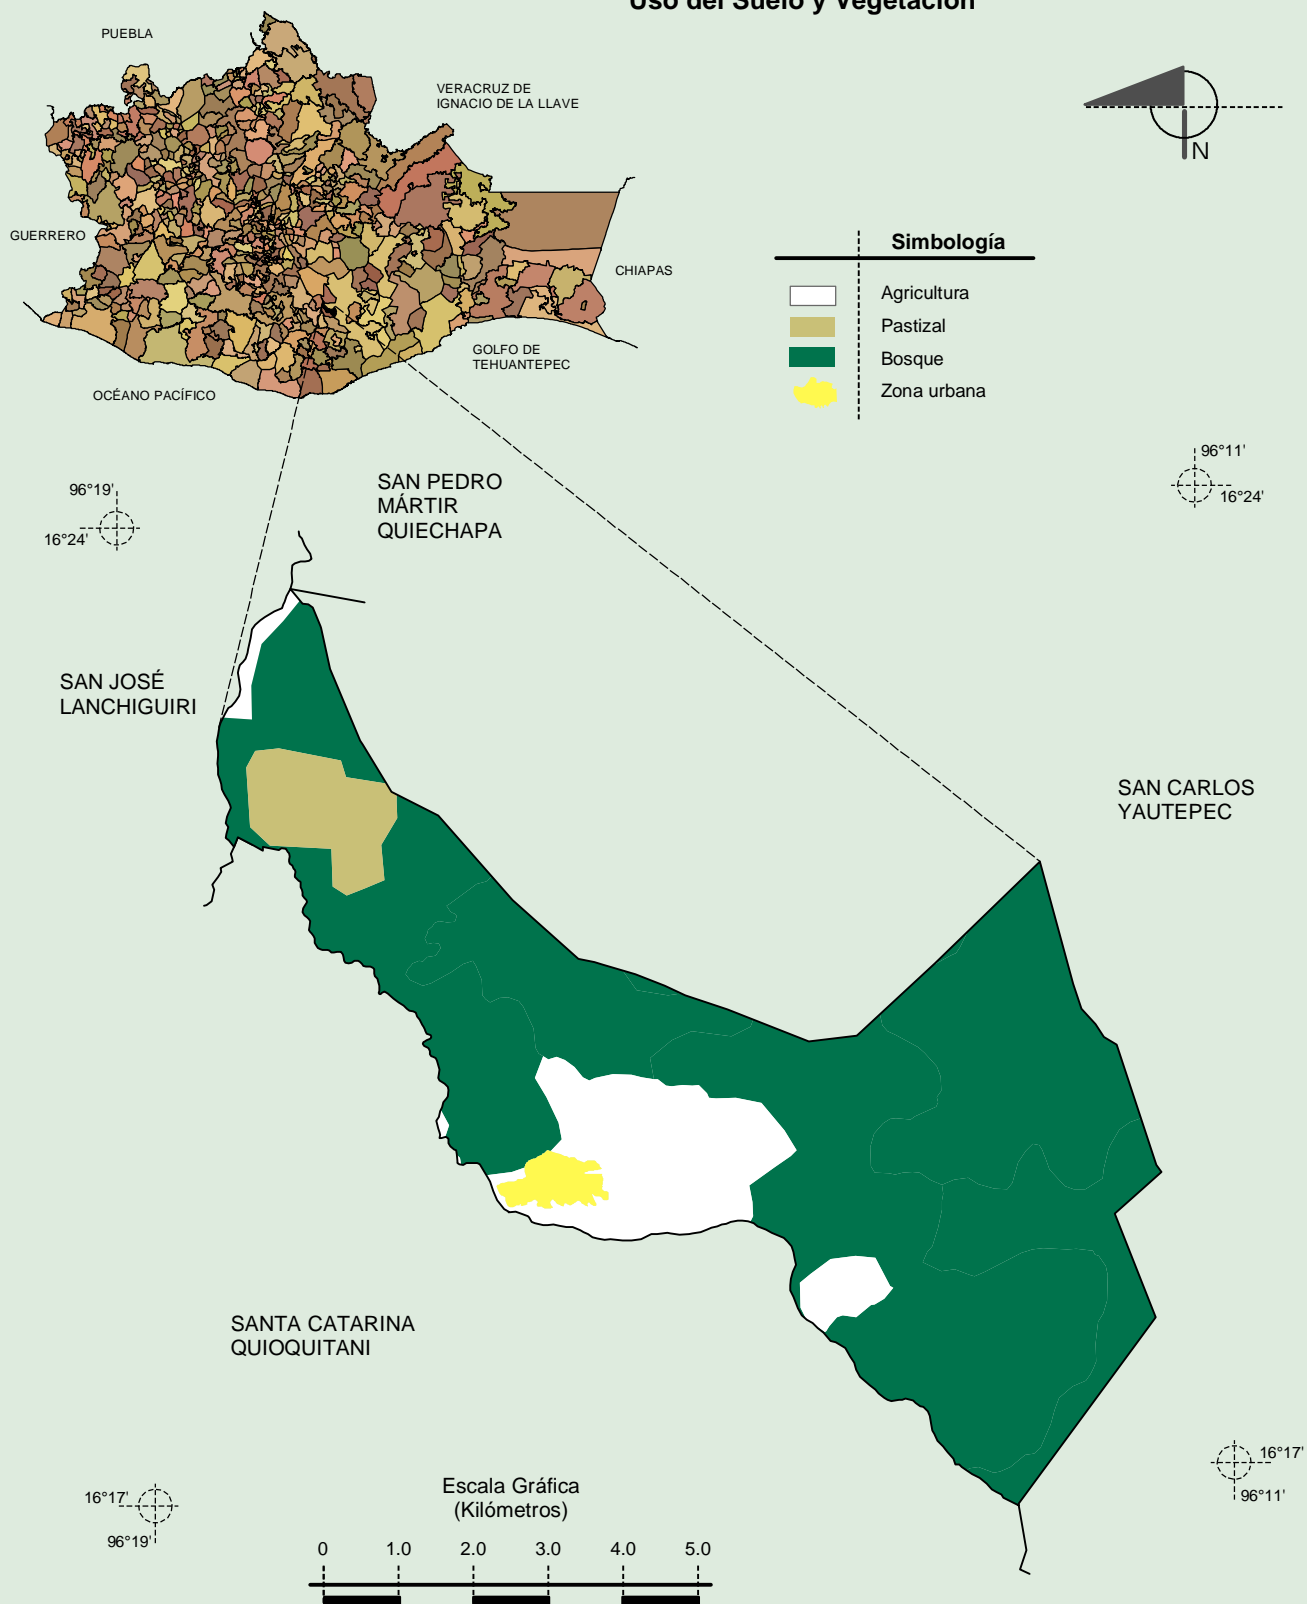 Uso del Suelo y Vegetación
PUEBLA
VERACRUZ DE
IGNACIO DE LA LLAVE
N
GUERRERO
Simbología
CHIAPAS
Agricultura
Pastizal
Bosque
Zona urbana
GOLFO DE
TEHUANTEPEC
OCÉANO PACÍFICO
96°11'
16°24'
96°19'
16°24'
SAN PEDRO
MÁRTIR
QUIECHAPA
SAN JOSÉ
LANCHIGUIRI
SAN CARLOS
YAUTEPEC
SANTA CATARINA
QUIOQUITANI
16°17'
96°11'
16°17'
96°19'
Escala Gráfica
(Kilómetros)
0 1.0 2.0 3.0 4.0 5.0